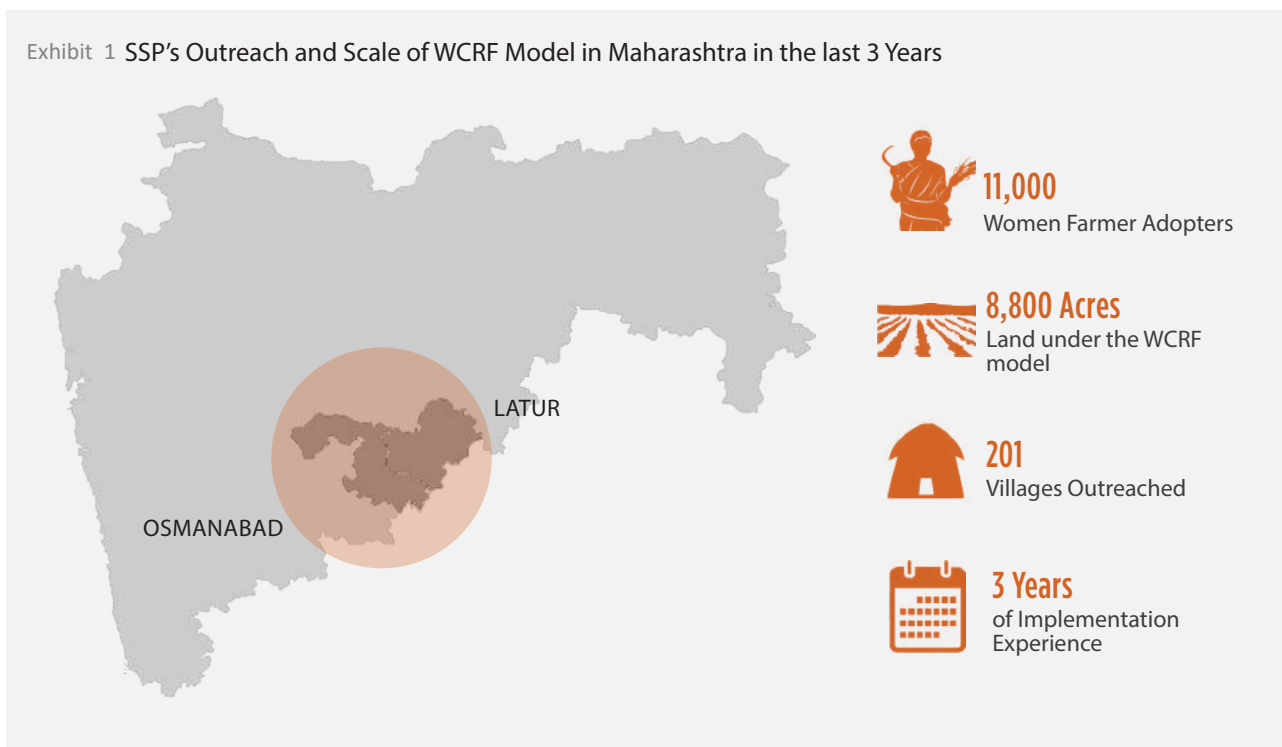 Exhibit 1 SSP's Outreach and Scale of WCRF Model in Maharashtra in the last 3 Years
LATUR
OSMANABAD
11,000
Women Farmer Adopters
8,800 Acres
Land under the WCRF
model
201
Villages Outreached
3 Years
of Implementation
Experience